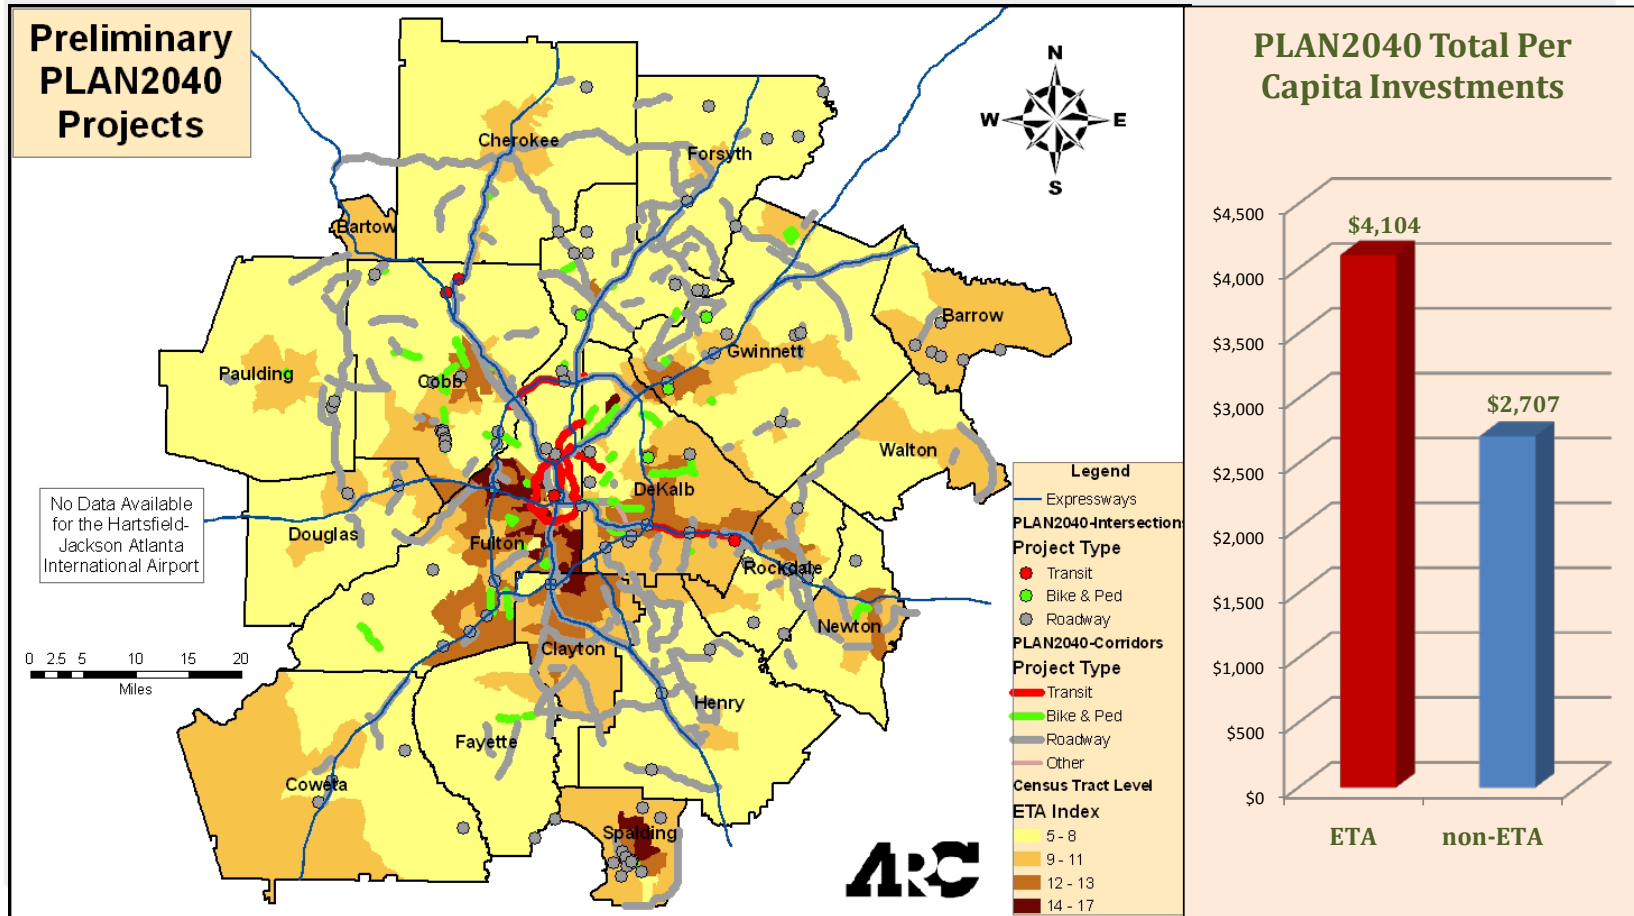 Preliminary
PLAN2040
Projects
N
W
E
S
Cherokee
Forsyth
Bartow
Barrow
Gwinnett
Paulding
Cobb
Walton
DeKalb
Douglas
Fulton
Rockdale
Newton
Clayton
Henry
Fayette
Coweta
Spalding
No Data Available
for the Hartsfield-
Jackson Atlanta
International Airport
0 2.5 5 10 15 20
Miles
ARC
Legend
Expressways
PLAN2040-Intersections
Project Type
Transit
Bike & Ped
Roadway
PLAN2040-Corridors
Project Type
Transit
Bike & Ped
Roadway
Other
Census Tract Level
ETA Index
5 - 8
9 - 11
12 - 13
14 - 17
PLAN2040 Total Per
Capita Investments
$4,500
$4,000
$3,500
$3,000
$2,500
$2,000
$1,500
$1,000
$500
$0
$4,104
$2,707
ETA
non-ETA